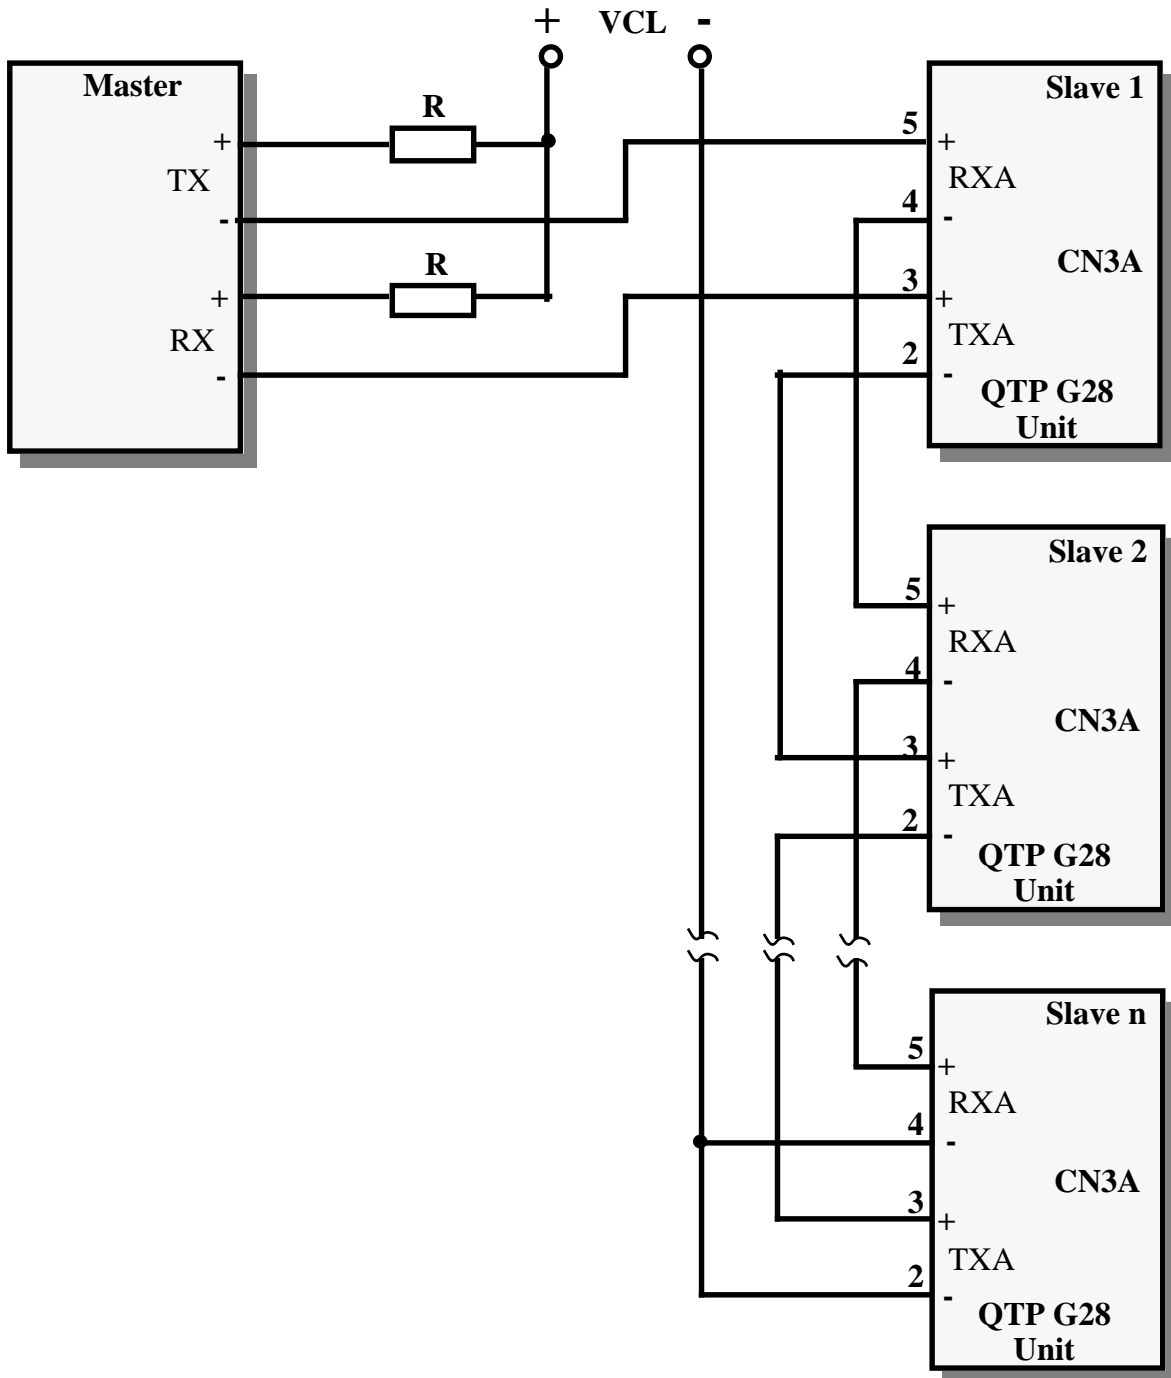 + VCL -
Master
R
+
TX
-
R
+
RX
-
Slave 1
5
+
RXA
4
-
CN3A
3
+
TXA
2
-
QTP G28
Unit
Slave 2
5
+
RXA
4
-
CN3A
3
+
TXA
2
-
QTP G28
Unit
Slave n
5
+
RXA
4
-
CN3A
3
+
TXA
2
-
QTP G28
Unit